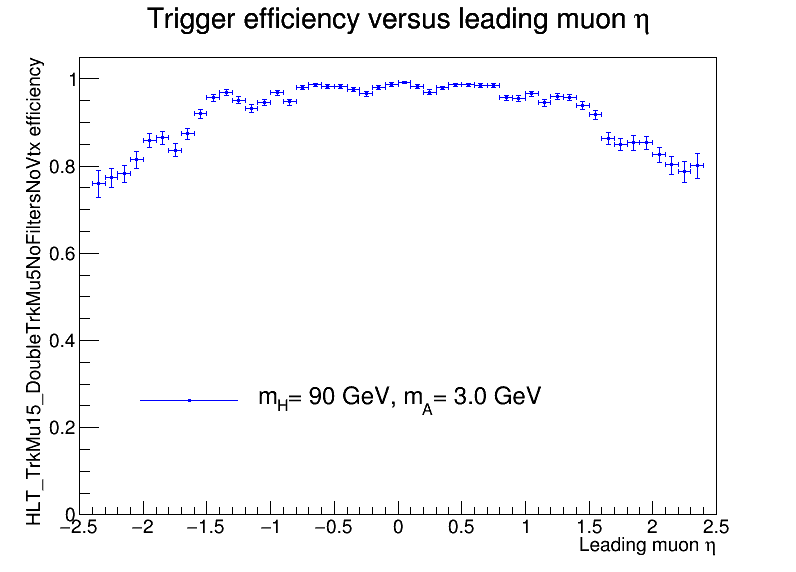 Trigger efficiency versus leading muon η
HLT_TrkMu15_DoubleTrkMu5NoFiltersNoVtx efficiency
1
0.8
0.6
0.4
0.2
0
m_H= 90 GeV, m_A= 3.0 GeV
−2.5 −2 −1.5 −1 −0.5 0 0.5 1 1.5 2 2.5
Leading muon η